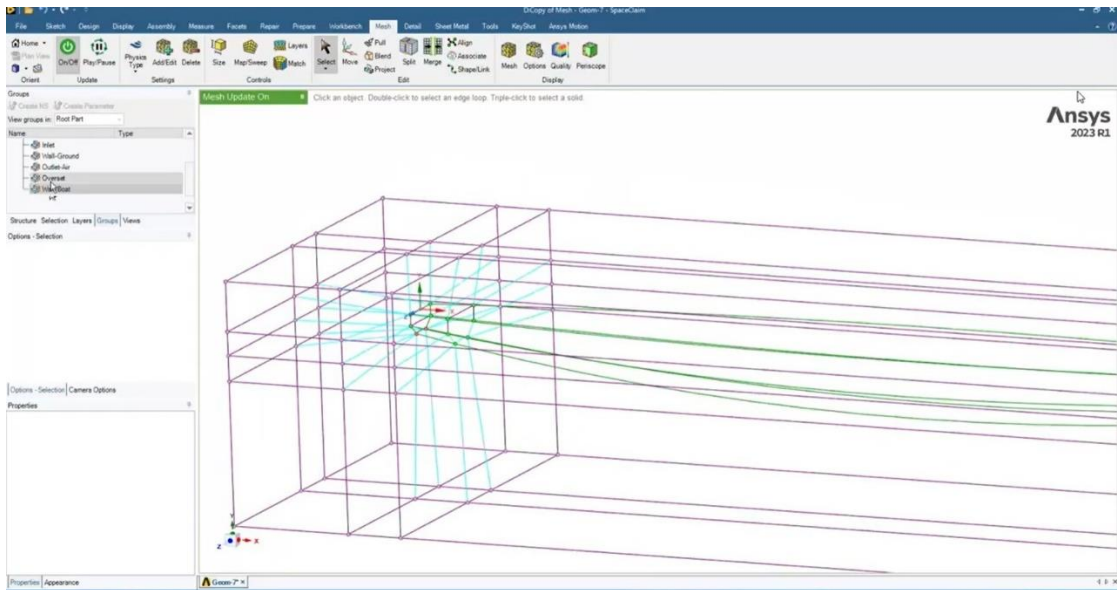 D:Copy of Mesh - Geom-7 - SpaceClaim
File Sketch Design Display Assembly Measure Facets Repair Prepare Workbench Mesh Detail Sheet Metal Tools KeyShot Ansys Motion
Home Plan View
On/Off Play/Pause
Physics Type Add/Edit Delete
Size Map/Sweep Layers Match
Select Move Pull Blend Project Split Merge Align Associate Shape/Link
Mesh Options Quality Periscope
Orient Update Settings Controls Edit Display
Groups
Create NS Create Parameter
View groups in: Root Part
Name Type
Inlet
Wall-Ground
Outlet-Air
Overset
Structure Selection Layers Groups Views
Options - Selection
Options - Selection Camera Options
Properties
Properties Appearance
Mesh Update On
Click an object. Double-click to select an edge loop. Triple-click to select a solid.
Ansys
2023 R1
X
Y
Z X
Geom-7*